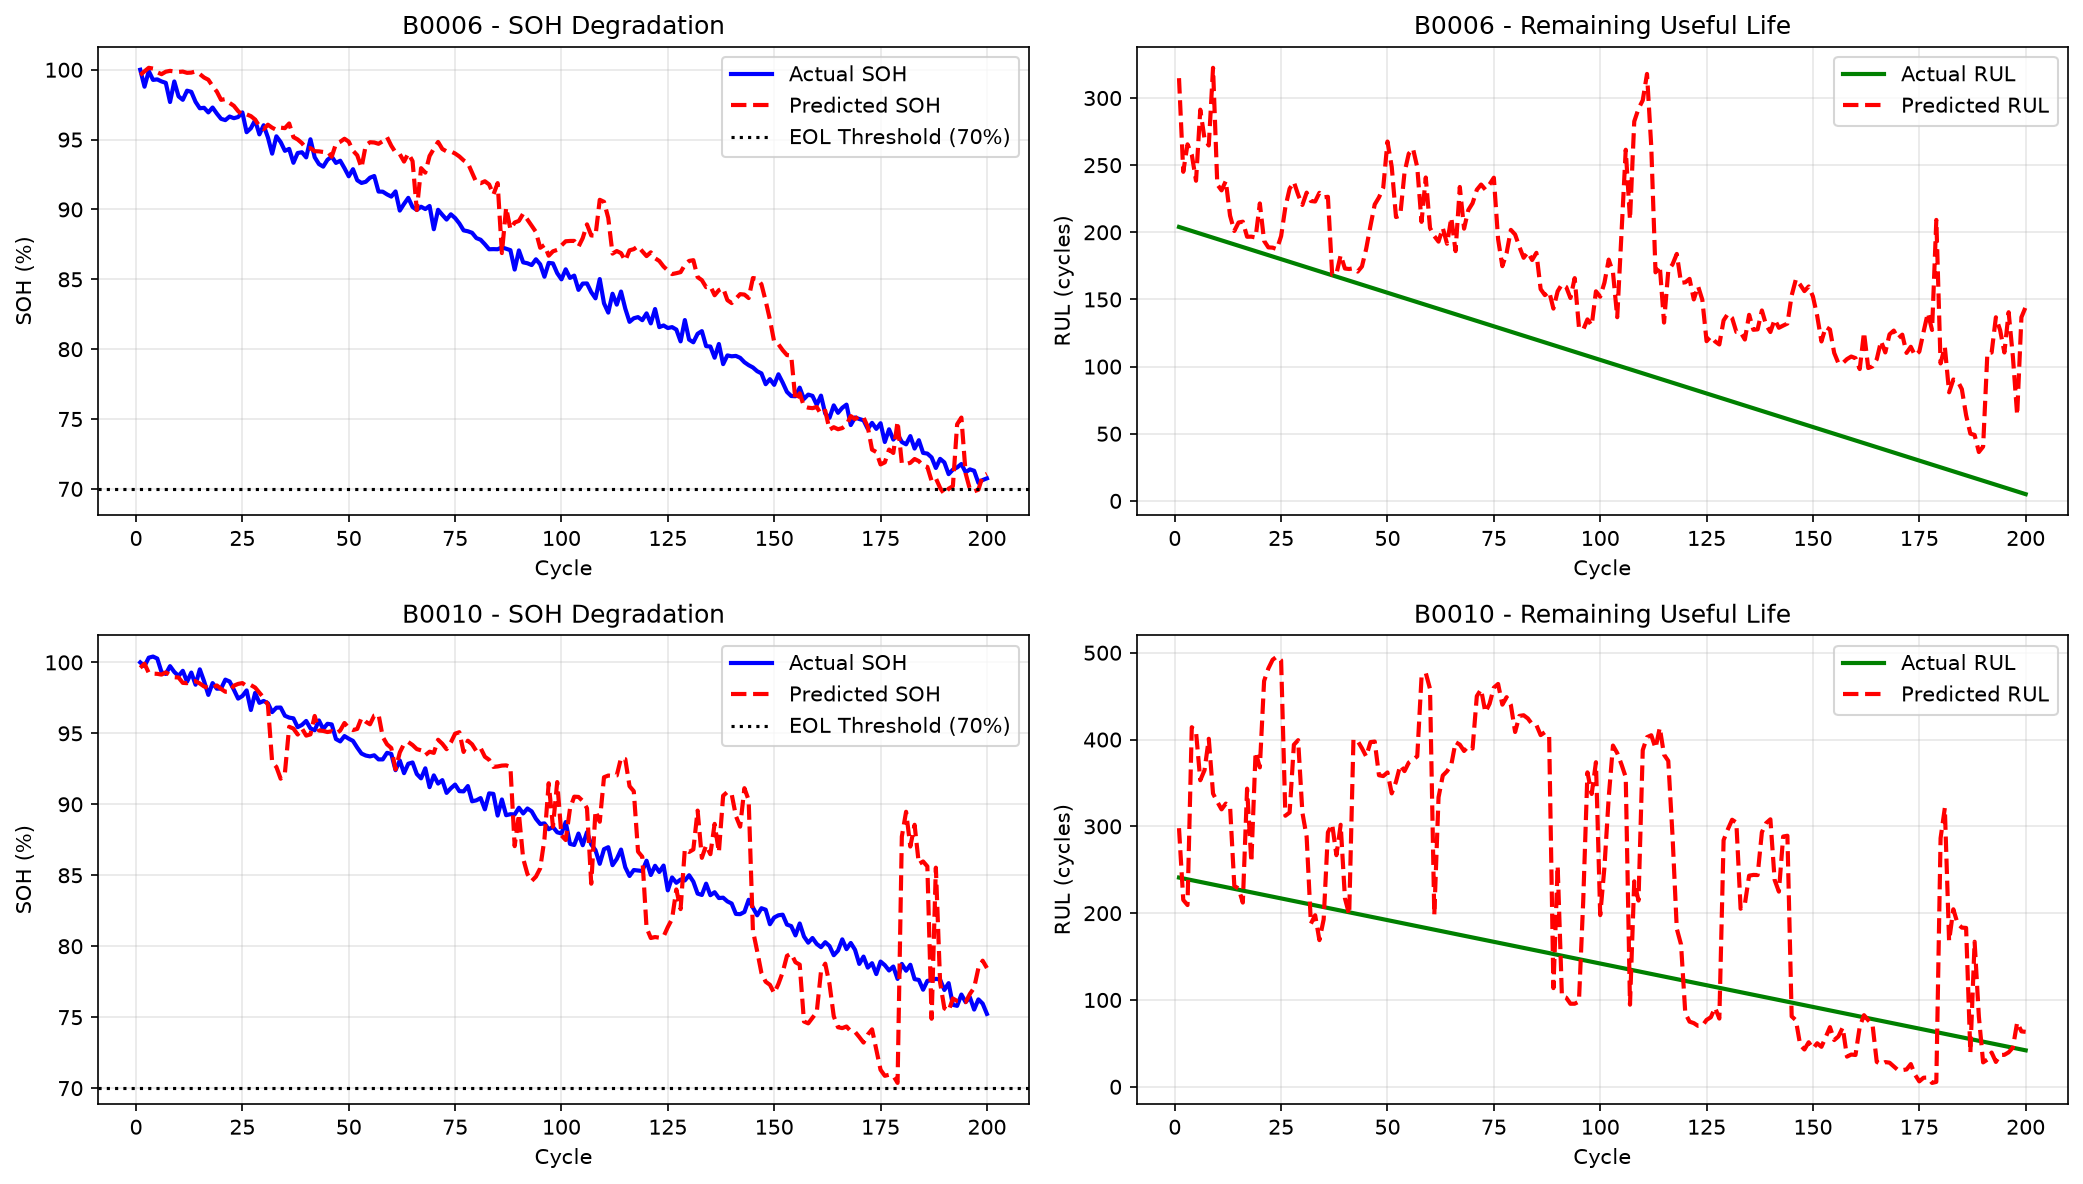 B0006 - SOH Degradation
100
95
90
85
80
75
70
SOH (%)
Actual SOH
Predicted SOH
EOL Threshold (70%)
0 25 50 75 100 125 150 175 200
Cycle
B0006 - Remaining Useful Life
300
250
200
150
100
50
0
RUL (cycles)
Actual RUL
Predicted RUL
0 25 50 75 100 125 150 175 200
Cycle
B0010 - SOH Degradation
100
95
90
85
80
75
70
SOH (%)
Actual SOH
Predicted SOH
EOL Threshold (70%)
0 25 50 75 100 125 150 175 200
Cycle
B0010 - Remaining Useful Life
500
400
300
200
100
0
RUL (cycles)
Actual RUL
Predicted RUL
0 25 50 75 100 125 150 175 200
Cycle